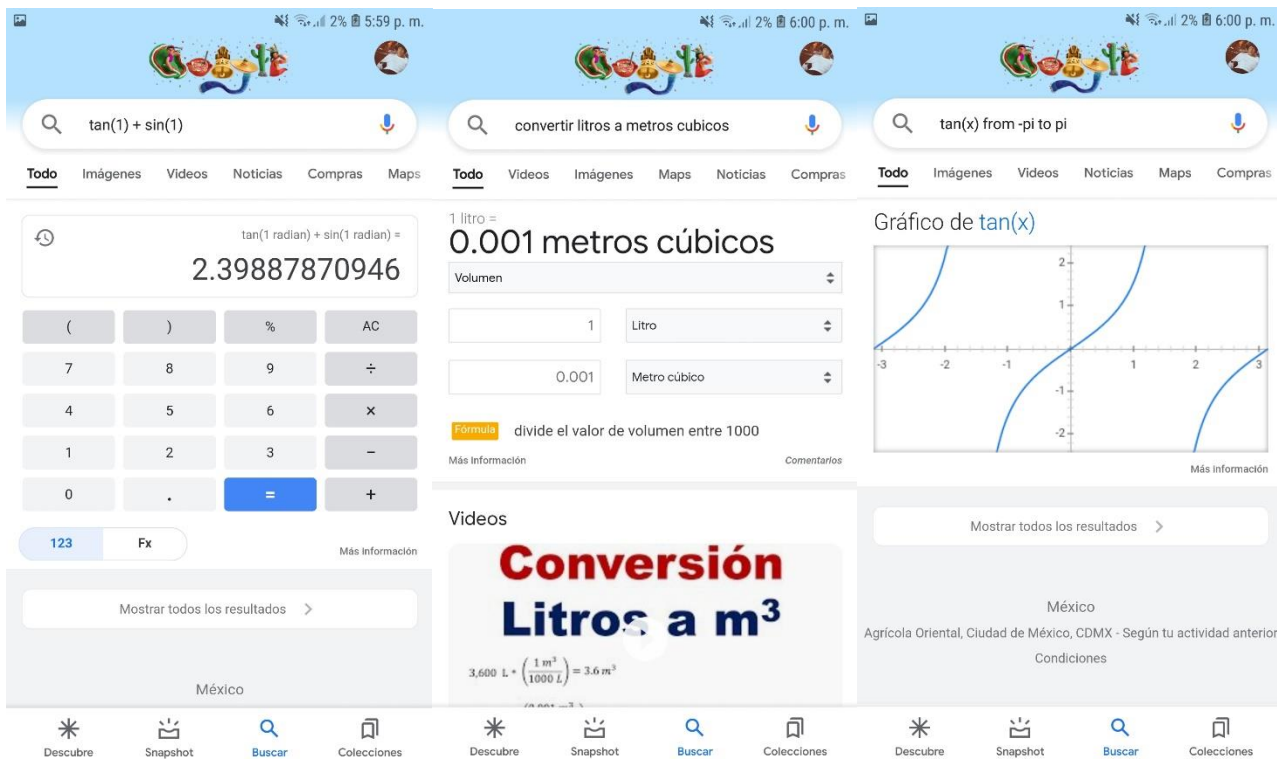 2% 5:59 p. m.
Google
tan(1) + sin(1)
Todo Imágenes Videos Noticias Compras Maps
tan(1 radian) + sin(1 radian) =
2.39887870946
( ) % AC
7 8 9 ÷
4 5 6 ×
1 2 3 −
0 . = +
123 Fx
Más información
Mostrar todos los resultados
México
Descubre Snapshot Buscar Colecciones
2% 6:00 p. m.
Google
convertir litros a metros cubicos
Todo Videos Imágenes Maps Noticias Compras
1 litro =
0.001 metros cúbicos
Volumen
1 Litro
0.001 Metro cúbico
Fórmula divide el valor de volumen entre 1000
Más información Comentarios
Videos
Conversión
Litros a m³
3,600 L * (1 m³ / 1000 L) = 3.6 m³
Descubre Snapshot Buscar Colecciones
2% 6:00 p. m.
Google
tan(x) from -pi to pi
Todo Imágenes Videos Noticias Maps Compras
Gráfico de tan(x)
2
1
-3 -2 -1 1 2 3
-1
-2
Más información
Mostrar todos los resultados
México
Agrícola Oriental, Ciudad de México, CDMX - Según tu actividad anterior
Condiciones
Descubre Snapshot Buscar Colecciones